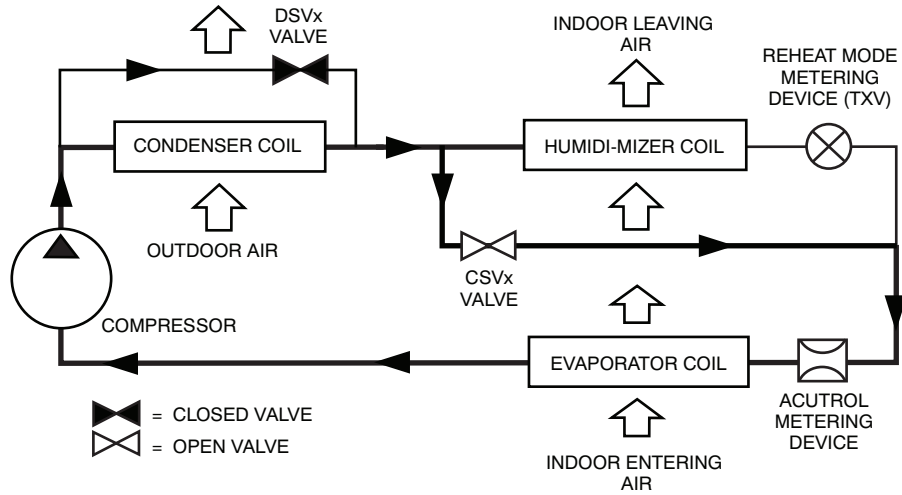 DSVx
VALVE
INDOOR LEAVING
AIR
REHEAT MODE
METERING
DEVICE (TXV)
CONDENSER COIL
HUMIDI-MIZER COIL
OUTDOOR AIR
CSVx
VALVE
COMPRESSOR
EVAPORATOR COIL
ACUTROL
METERING
DEVICE
= CLOSED VALVE
= OPEN VALVE
INDOOR ENTERING
AIR